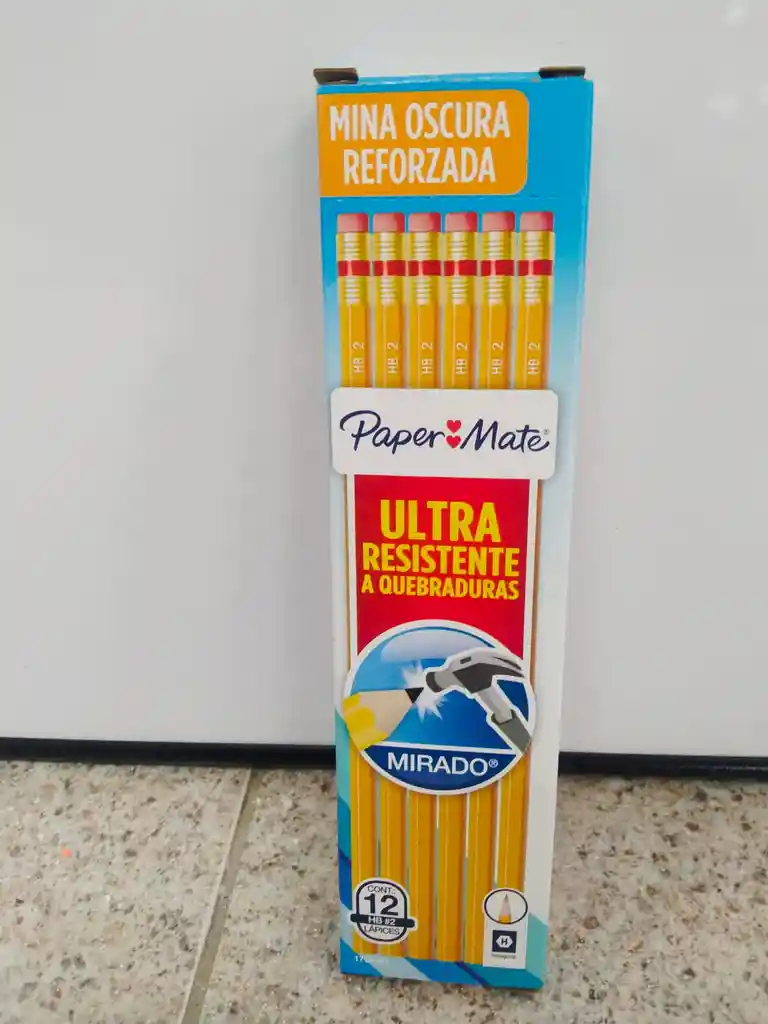 MINA OSCURA
REFORZADA
HB 2 HB 2 HB 2 HB 2 HB 2 HB 2
Paper Mate®
ULTRA
RESISTENTE
A QUEBRADURAS
MIRADO®
CONT:
12
HB #2
LÁPICES
H